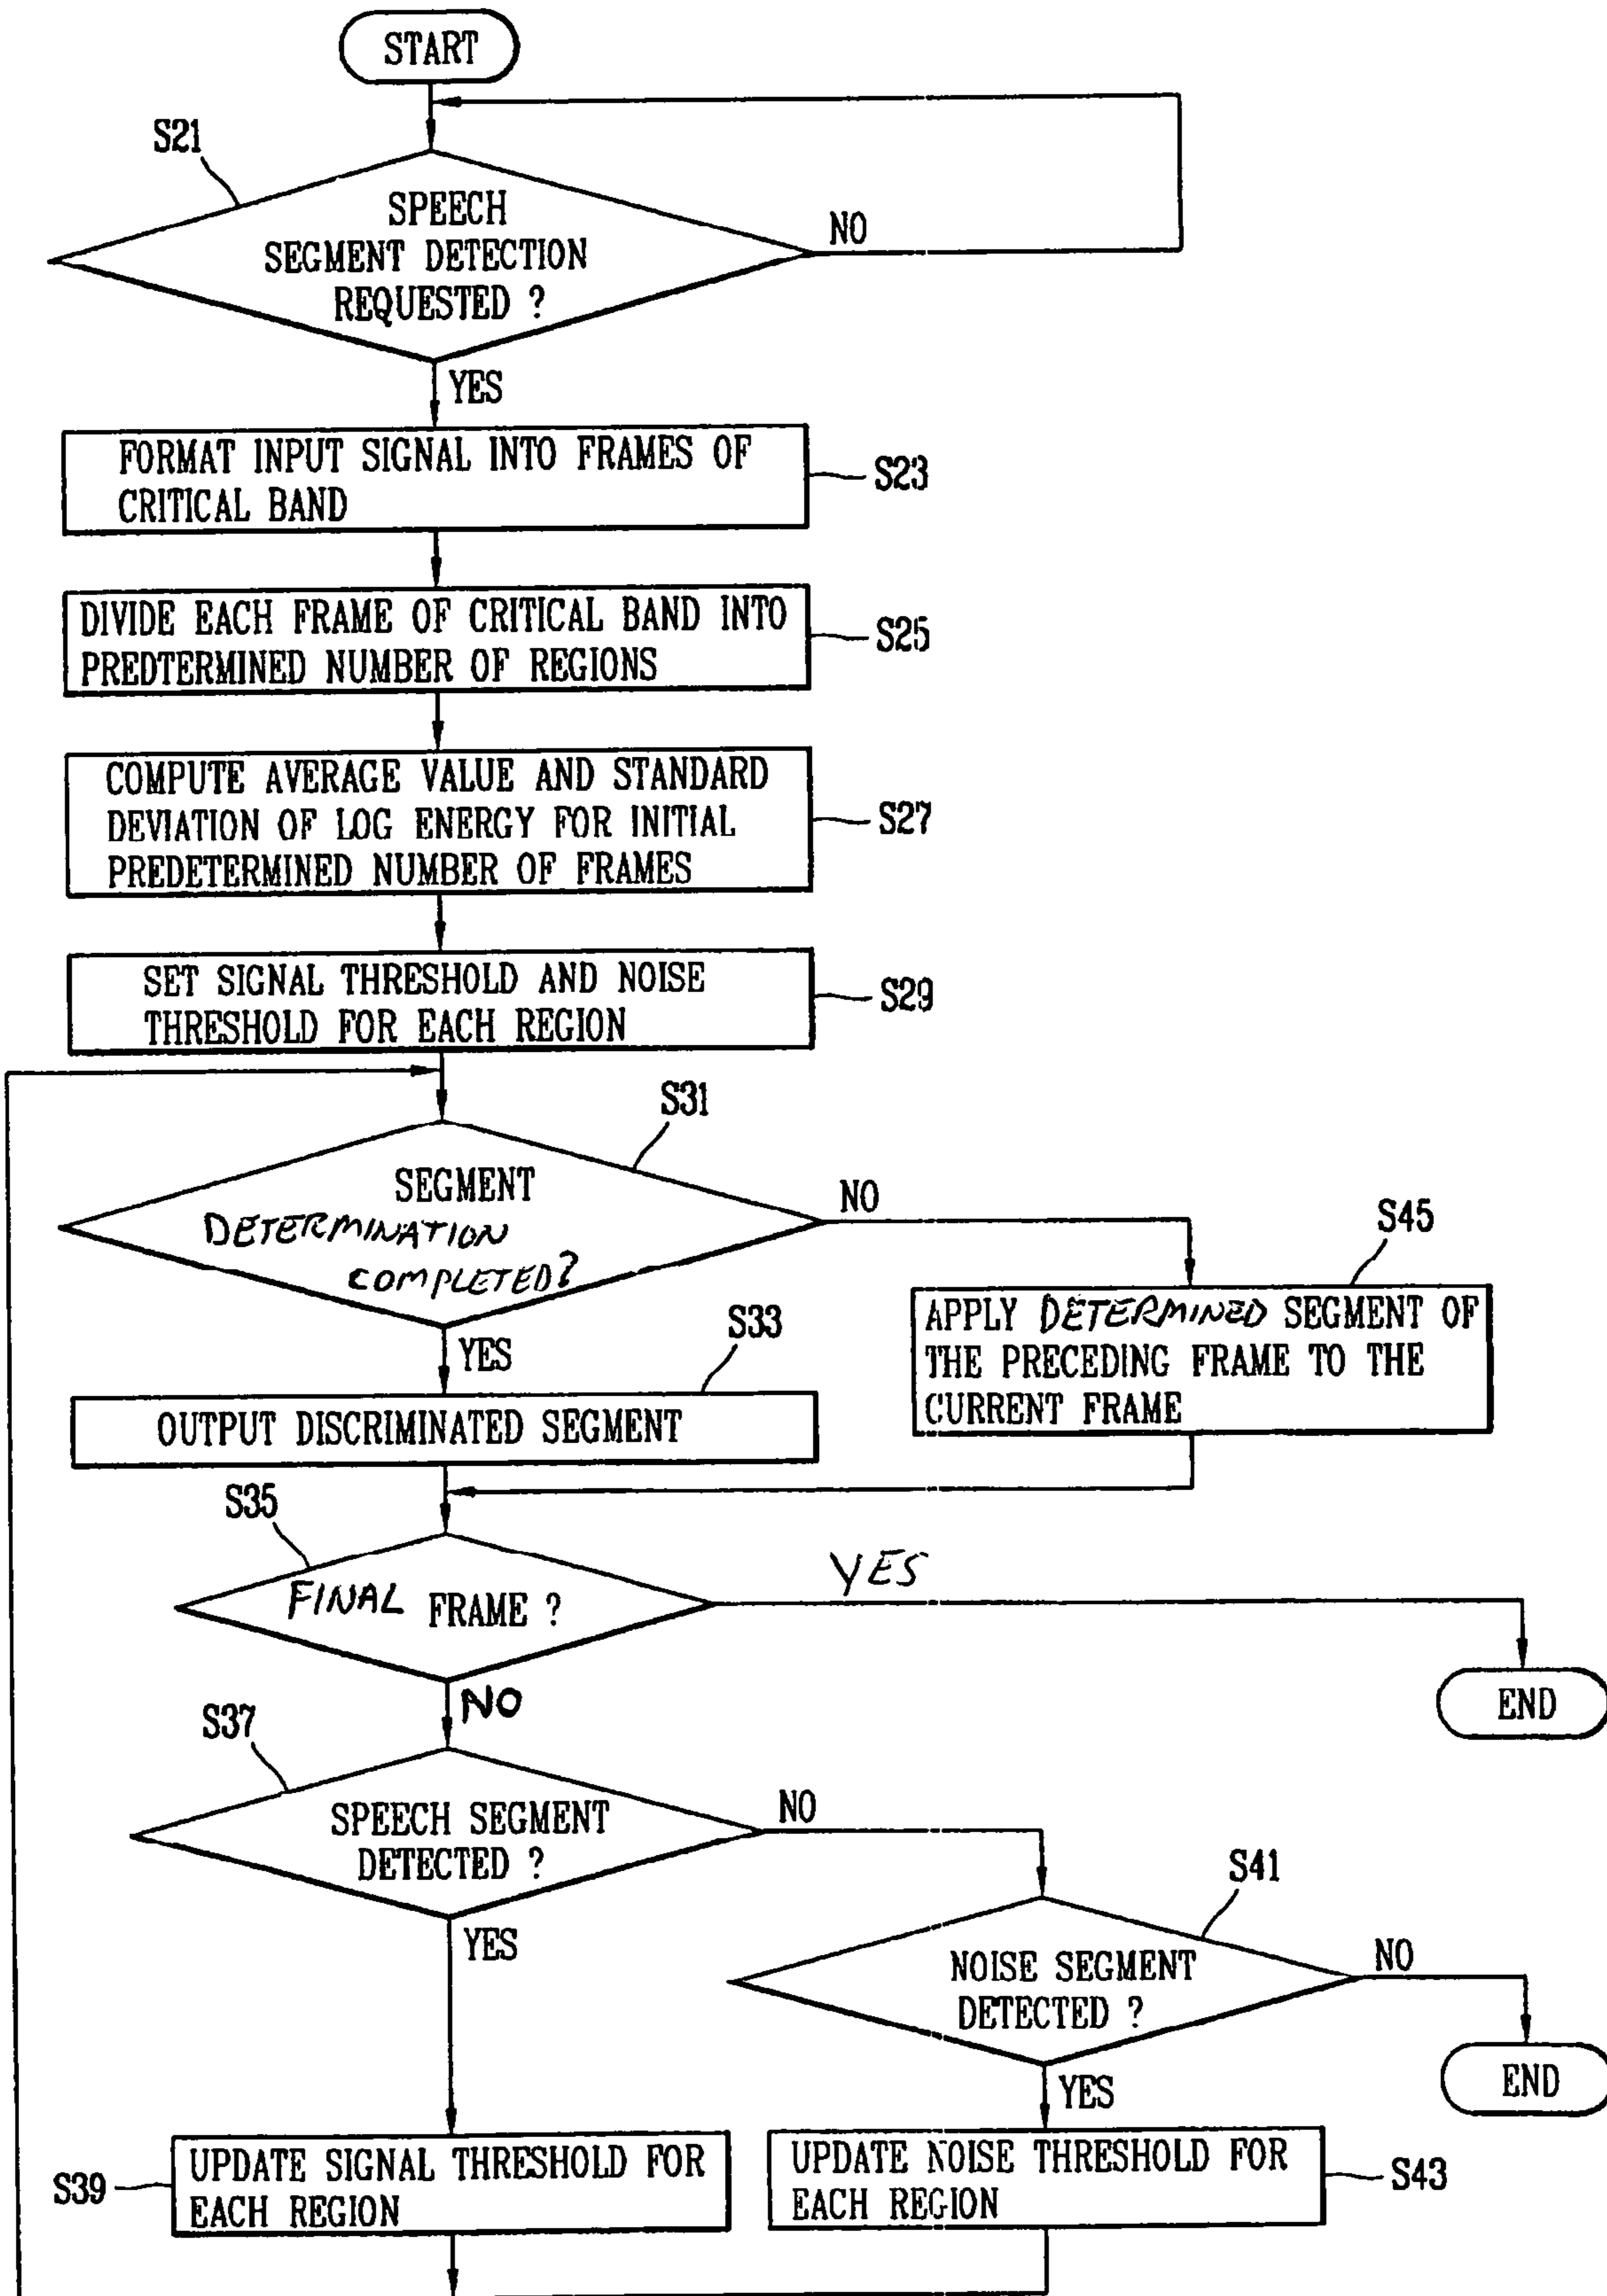 START
S21
SPEECH
SEGMENT DETECTION
REQUESTED ?
NO
YES
FORMAT INPUT SIGNAL INTO FRAMES OF
CRITICAL BAND
S23
DIVIDE EACH FRAME OF CRITICAL BAND INTO
PREDTERMINED NUMBER OF REGIONS
S25
COMPUTE AVERAGE VALUE AND STANDARD
DEVIATION OF LOG ENERGY FOR INITIAL
PREDETERMINED NUMBER OF FRAMES
S27
SET SIGNAL THRESHOLD AND NOISE
THRESHOLD FOR EACH REGION
S29
S31
SEGMENT
DETERMINATION
COMPLETED?
NO
YES
S45
APPLY DETERMINED SEGMENT OF
THE PRECEDING FRAME TO THE
CURRENT FRAME
S33
OUTPUT DISCRIMINATED SEGMENT
S35
FINAL FRAME ?
YES
END
NO
S37
SPEECH SEGMENT
DETECTED ?
NO
YES
S41
NOISE SEGMENT
DETECTED ?
NO
END
YES
S39
UPDATE SIGNAL THRESHOLD FOR
EACH REGION
UPDATE NOISE THRESHOLD FOR
EACH REGION
S43